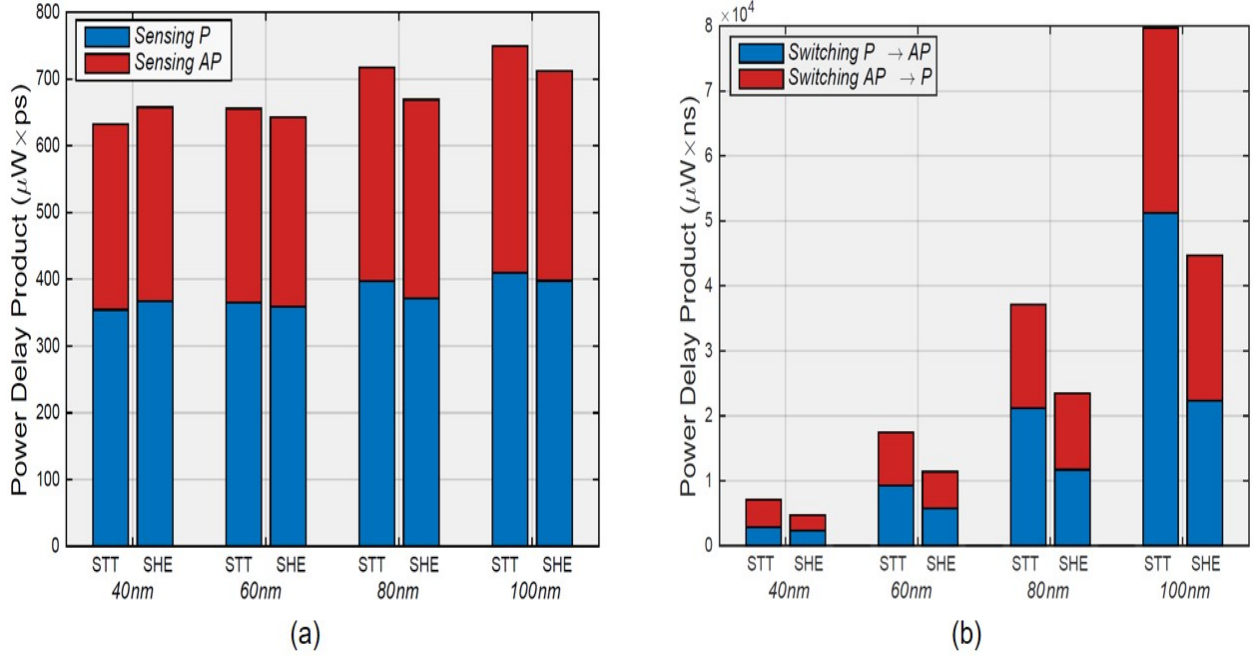 800
700
600
500
400
300
200
100
0
Power Delay Product (μW×ps)
Sensing P
Sensing AP
STT SHE STT SHE STT SHE STT SHE
40nm 60nm 80nm 100nm
(a)
×10⁴
8
7
6
5
4
3
2
1
0
Power Delay Product (μW×ns)
Switching P → AP
Switching AP → P
STT SHE STT SHE STT SHE STT SHE
40nm 60nm 80nm 100nm
(b)